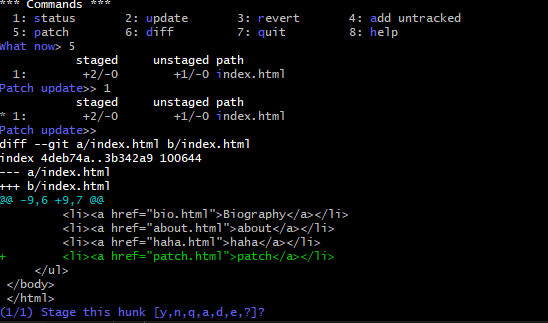 *** Commands ***
  1: status       2: update       3: revert       4: add untracked
  5: patch        6: diff         7: quit         8: help
What now> 5
           staged     unstaged path
  1:        +2/-0        +1/-0 index.html
Patch update>> 1
           staged     unstaged path
* 1:        +2/-0        +1/-0 index.html
Patch update>>
diff --git a/index.html b/index.html
index 4deb74a..3b342a9 100644
--- a/index.html
+++ b/index.html
@@ -9,6 +9,7 @@
         <li><a href="bio.html">Biography</a></li>
         <li><a href="about.html">about</a></li>
         <li><a href="haha.html">haha</a></li>
+        <li><a href="patch.html">patch</a></li>
     </ul>
 </body>
 </html>
(1/1) Stage this hunk [y,n,q,a,d,e,?]?